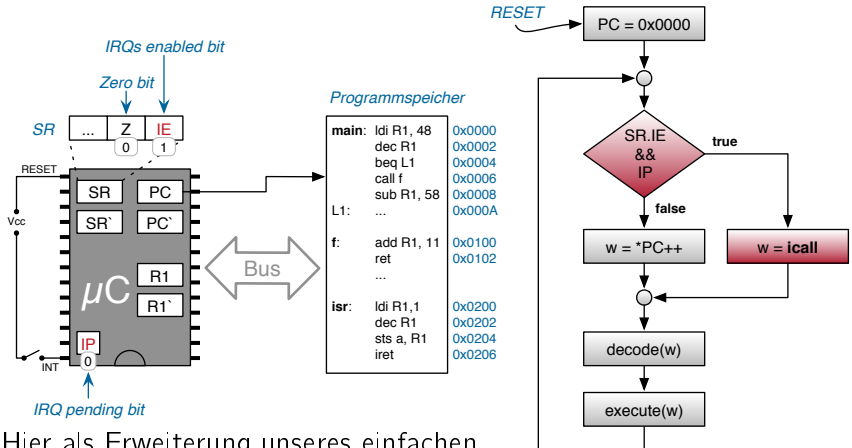 IRQs enabled bit
Zero bit
SR
... Z IE
0 1
RESET
Vcc
SR PC
SR` PC`
µC
R1
R1`
IP
0
INT
IRQ pending bit
Bus
Programmspeicher
main: ldi R1, 48 0x0000
dec R1 0x0002
beq L1 0x0004
call f 0x0006
sub R1, 58 0x0008
L1: ... 0x000A
f: add R1, 11 0x0100
ret 0x0102
...
isr: ldi R1,1 0x0200
dec R1 0x0202
sts a, R1 0x0204
iret 0x0206
RESET
PC = 0x0000
SR.IE
&&
IP
true
false
w = *PC++
w = icall
decode(w)
execute(w)
Hier als Erweiterung unseres einfachen